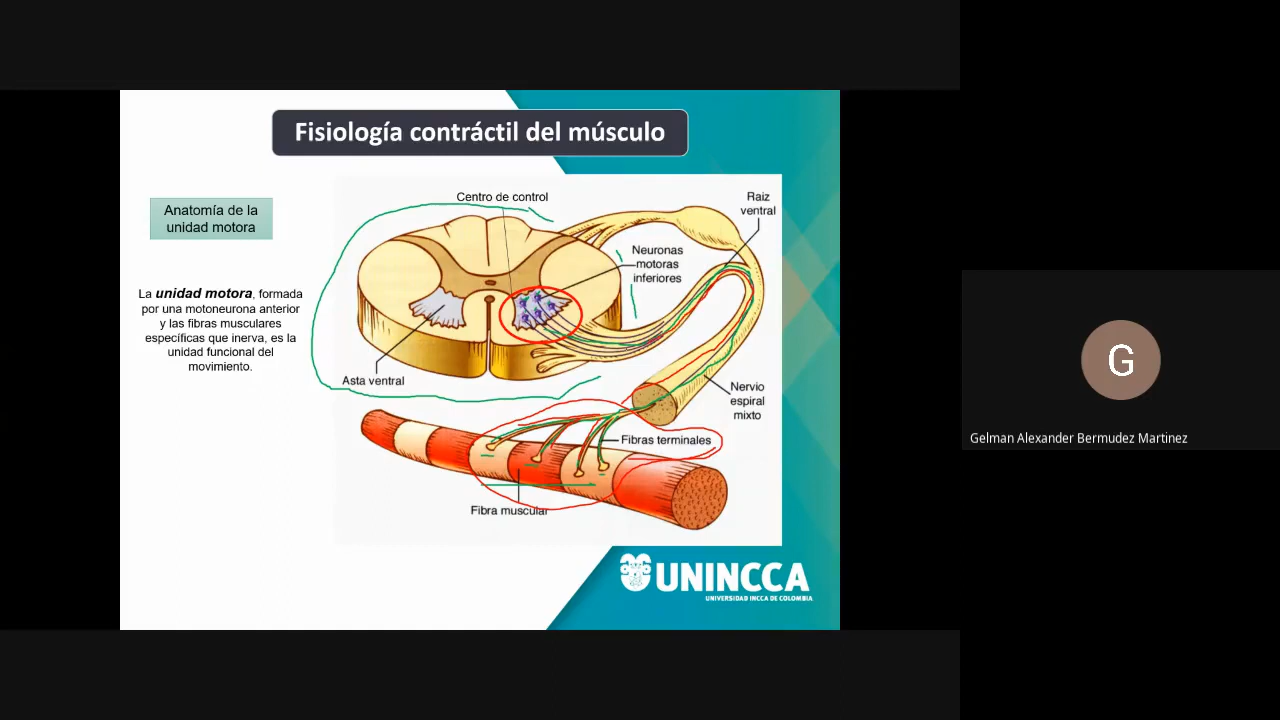 Fisiología contráctil del músculo
Anatomía de la
unidad motora
La unidad motora, formada
por una motoneurona anterior
y las fibras musculares
específicas que inerva, es la
unidad funcional del
movimiento.
Centro de control
Raiz
ventral
Neuronas
motoras
inferiores
Asta ventral
Nervio
espiral
mixto
Fibras terminales
Fibra muscular
UNINCCA
UNIVERSIDAD INCCA DE COLOMBIA
G
Gelman Alexander Bermudez Martinez